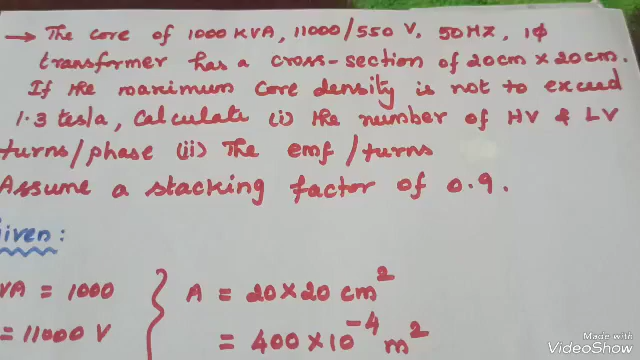 → The core of 1000 KVA, 11000/550 V, 50HZ, 1φ
transformer has a cross-section of 20cm × 20cm.
If the maximum core density is not to exceed
1.3 tesla, calculate (i) the number of HV & LV
turns/phase (ii) The emf/turns
Assume a stacking factor of 0.9.
Given:
VA = 1000
= 11000 V
A = 20×20 cm²
= 400×10⁻⁴ m²
Made with
VideoShow